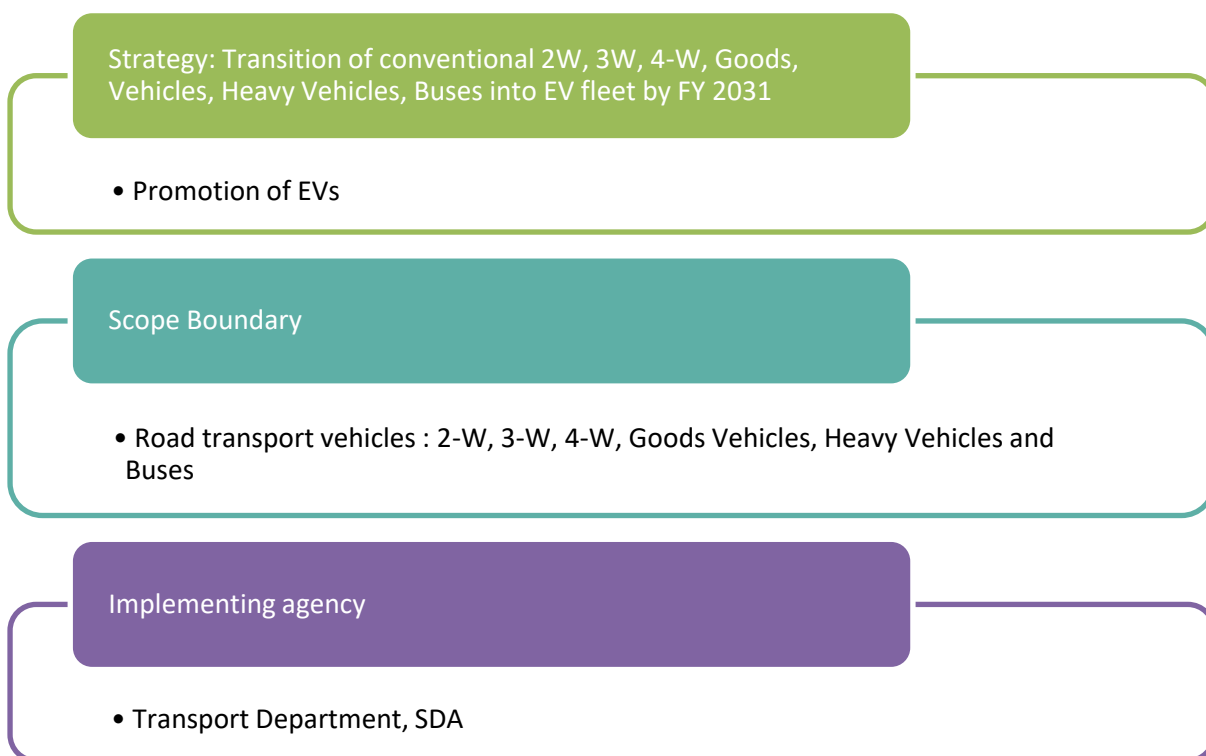 Strategy: Transition of conventional 2W, 3W, 4-W, Goods,
Vehicles, Heavy Vehicles, Buses into EV fleet by FY 2031
• Promotion of EVs
Scope Boundary
• Road transport vehicles : 2-W, 3-W, 4-W, Goods Vehicles, Heavy Vehicles and
Buses
Implementing agency
• Transport Department, SDA